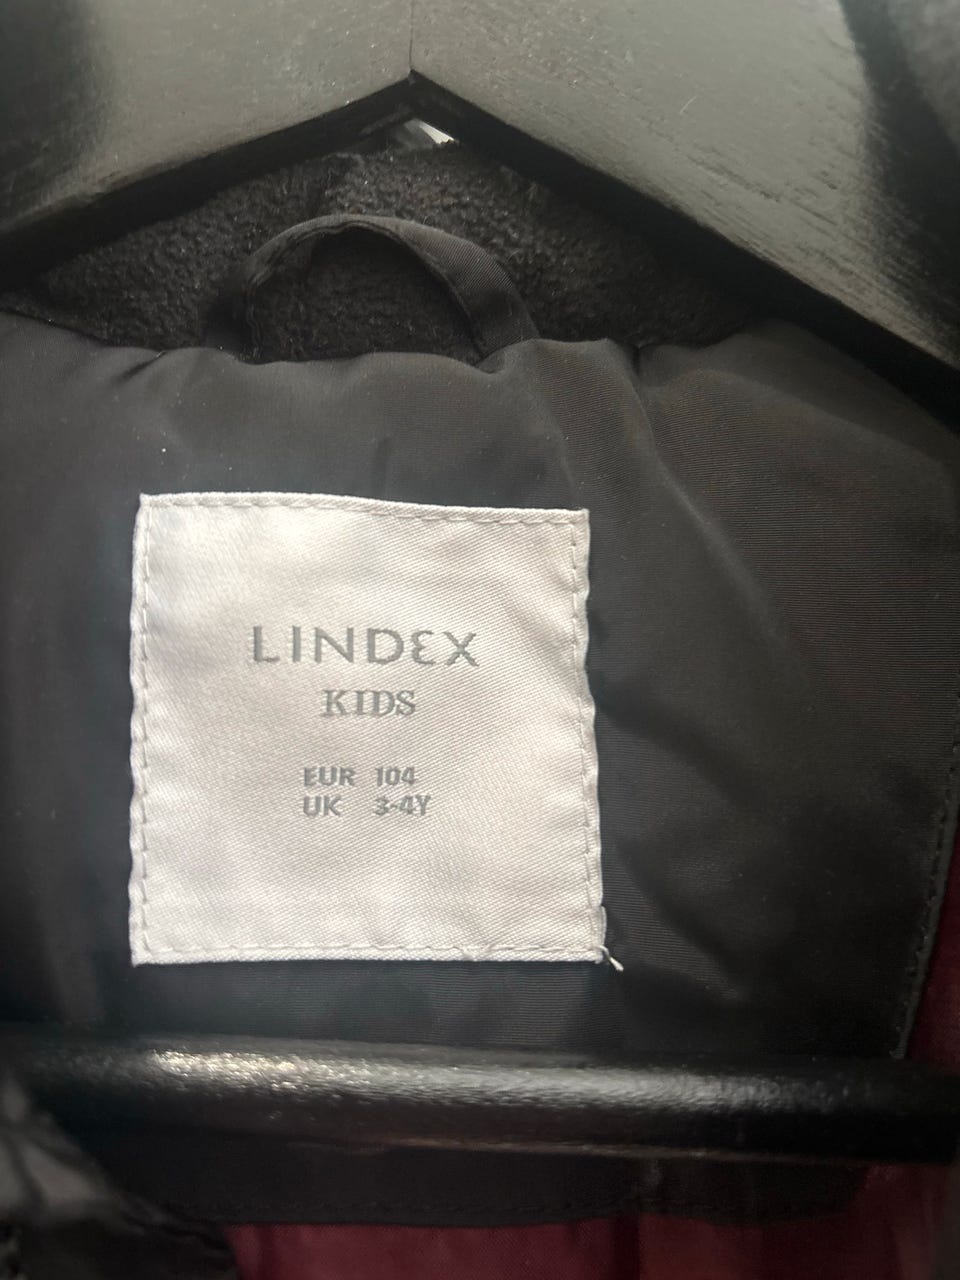 LINDEX
KIDS
EUR 104
UK 3-4Y